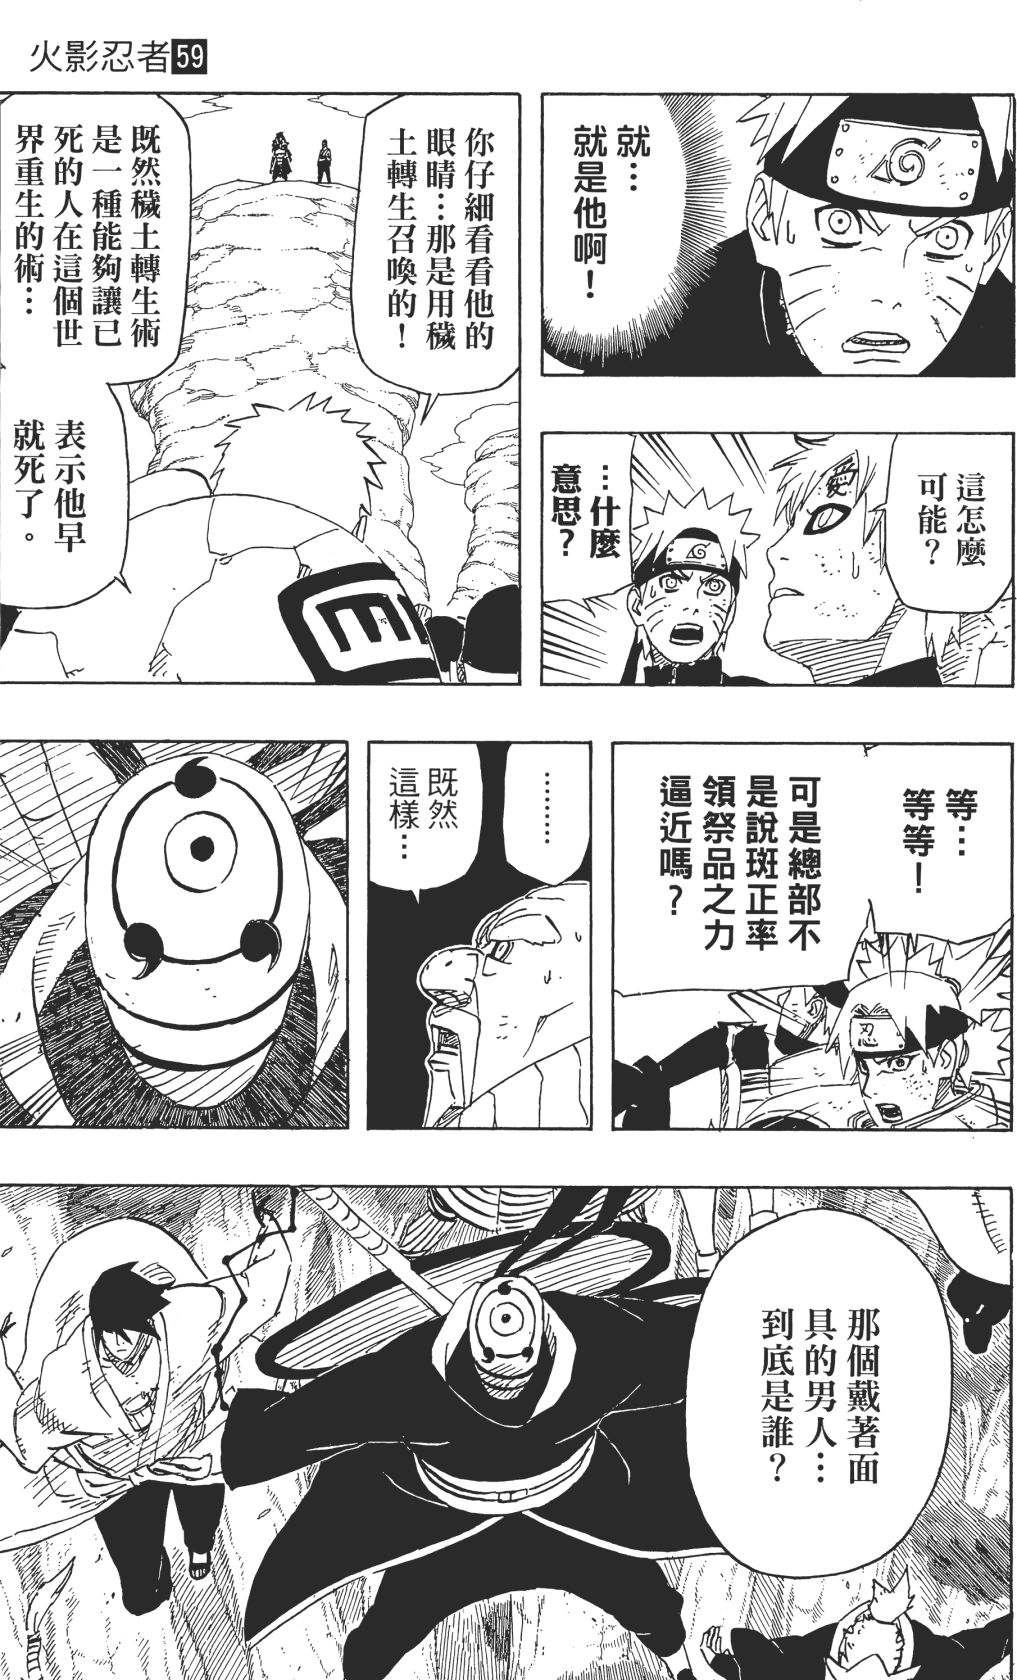 火影忍者59
就…
就是他啊！
你仔細看看他的
眼睛…那是用穢
土轉生召喚的！
既然穢土轉生術
是一種能夠讓已
死的人在這個世
界重生的術…
表示他早
就死了。
這怎麼
可能？
愛
…什麼
意思？
等…
等等！
可是總部不
是說斑正率
領祭品之力
逼近嗎？
忍
………
既然
這樣…
那個戴著面
具的男人…
到底是誰？